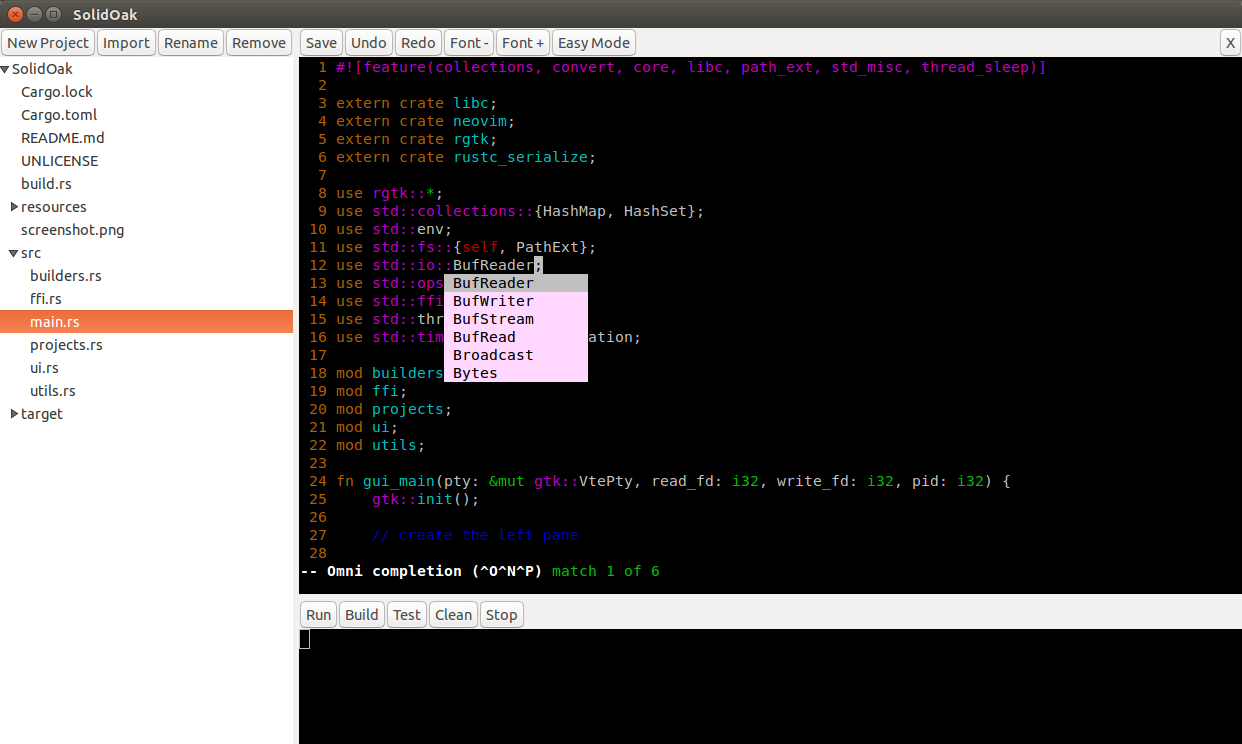 SolidOak
New Project Import Rename Remove
Save Undo Redo Font - Font + Easy Mode X
SolidOak
Cargo.lock
Cargo.toml
README.md
UNLICENSE
build.rs
resources
screenshot.png
src
builders.rs
ffi.rs
main.rs
projects.rs
ui.rs
utils.rs
target
1 #![feature(collections, convert, core, libc, path_ext, std_misc, thread_sleep)]
2
3 extern crate libc;
4 extern crate neovim;
5 extern crate rgtk;
6 extern crate rustc_serialize;
7
8 use rgtk::*;
9 use std::collections::{HashMap, HashSet};
10 use std::env;
11 use std::fs::{self, PathExt};
12 use std::io::BufReader;
13 use std::ops BufReader
14 use std::ffi BufWriter
15 use std::thr BufStream
16 use std::tim BufRead ation;
17 Broadcast
18 mod builders Bytes
19 mod ffi;
20 mod projects;
21 mod ui;
22 mod utils;
23
24 fn gui_main(pty: &mut gtk::VtePty, read_fd: i32, write_fd: i32, pid: i32) {
25     gtk::init();
26
27     // create the left pane
28
-- Omni completion (^O^N^P) match 1 of 6
Run Build Test Clean Stop